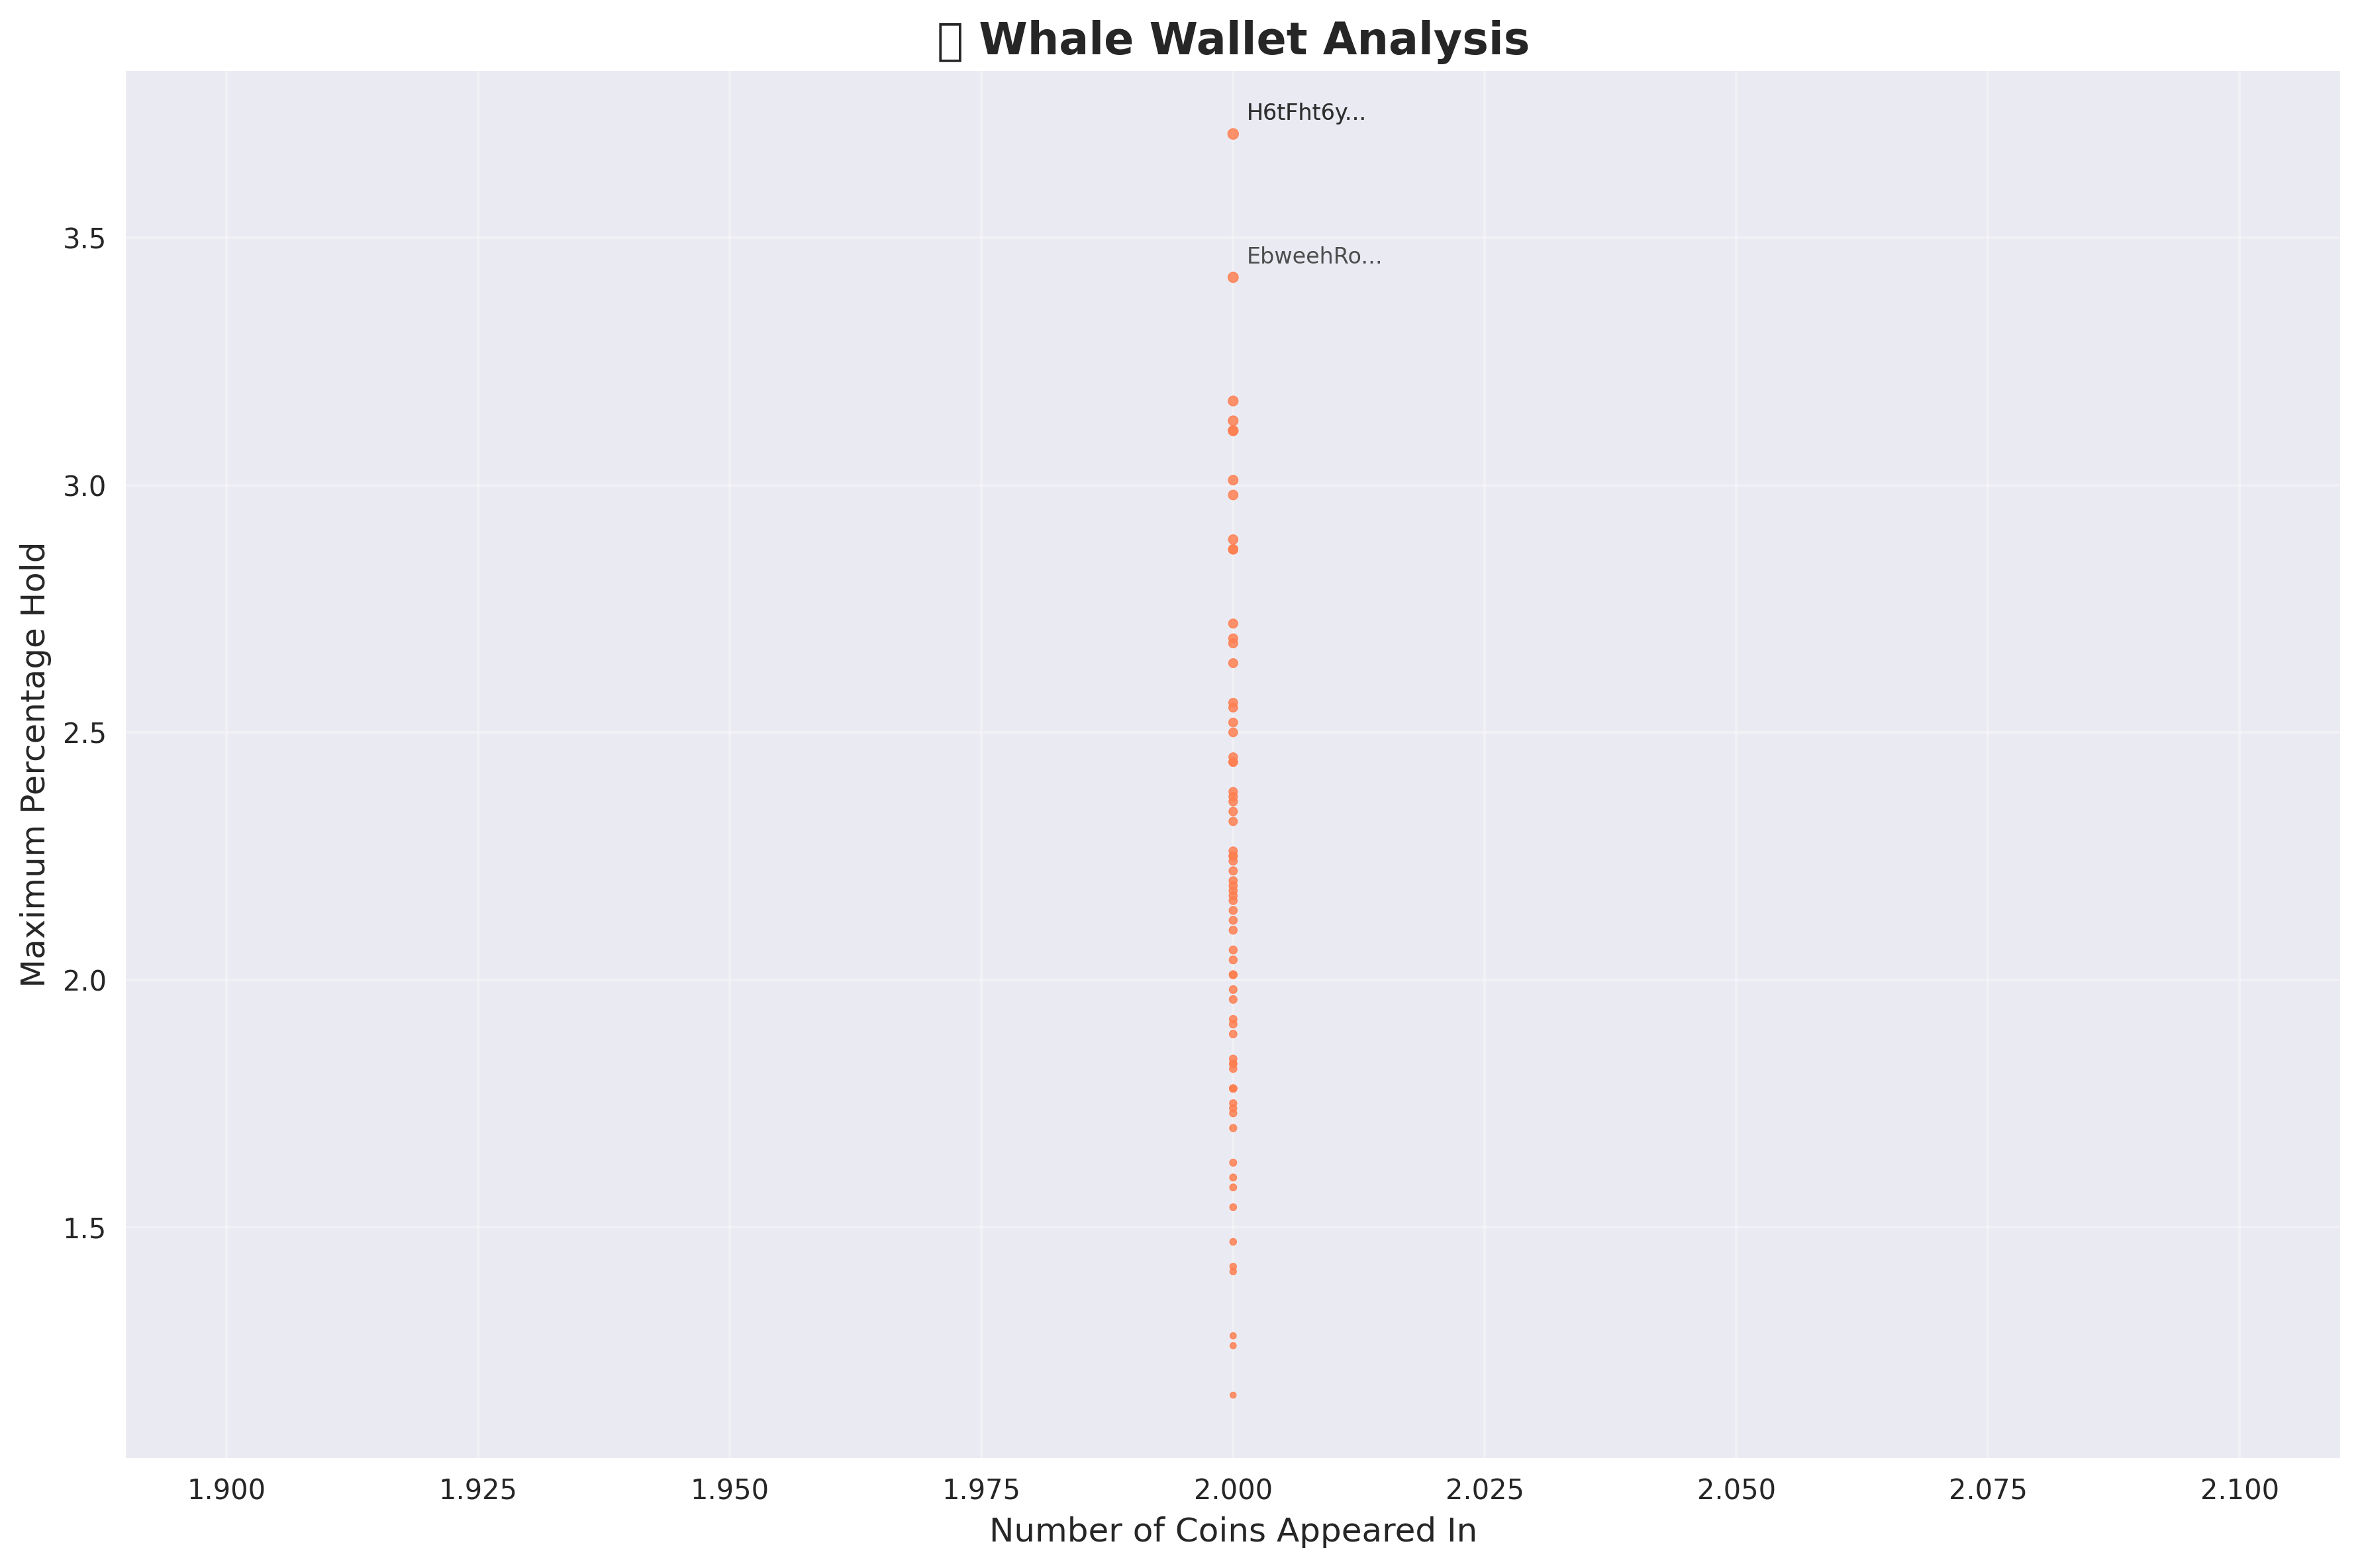 Whale Wallet Analysis
H6tFht6y...
EbweehRo...
Maximum Percentage Hold
3.5
3.0
2.5
2.0
1.5
1.900 1.925 1.950 1.975 2.000 2.025 2.050 2.075 2.100
Number of Coins Appeared In